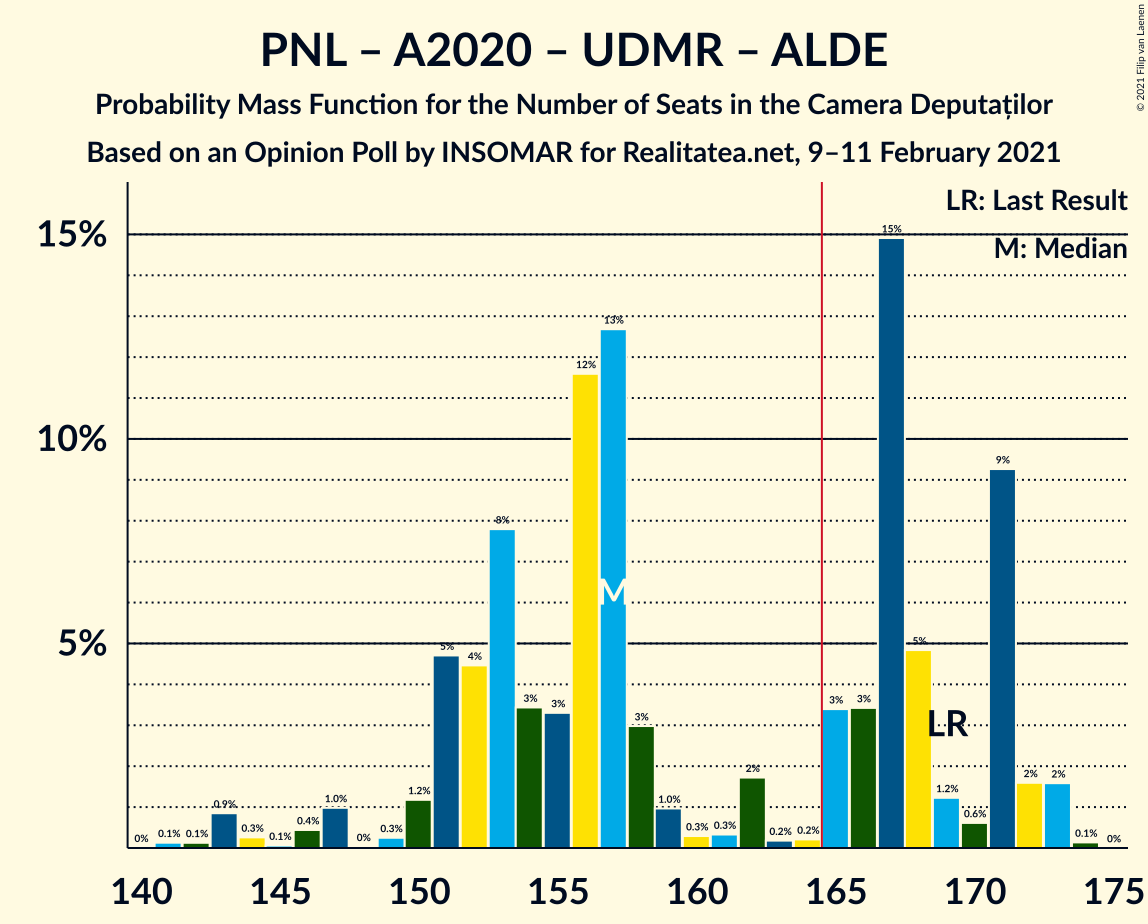 PNL – A2020 – UDMR – ALDE
Probability Mass Function for the Number of Seats in the Camera Deputaților
Based on an Opinion Poll by INSOMAR for Realitatea.net, 9–11 February 2021
© 2021 Filip van Laenen
LR: Last Result
M: Median
15%
10%
5%
0% 0.1% 0.1% 0.9% 0.3% 0.1% 0.4% 1.0% 0% 0.3% 1.2% 5% 4% 8% 3% 3% 12% 13% 3% 1.0% 0.3% 0.3% 2% 0.2% 0.2% 3% 3% 15% 5% 1.2% 0.6% 9% 2% 2% 0.1% 0%
M
LR
140 145 150 155 160 165 170 175